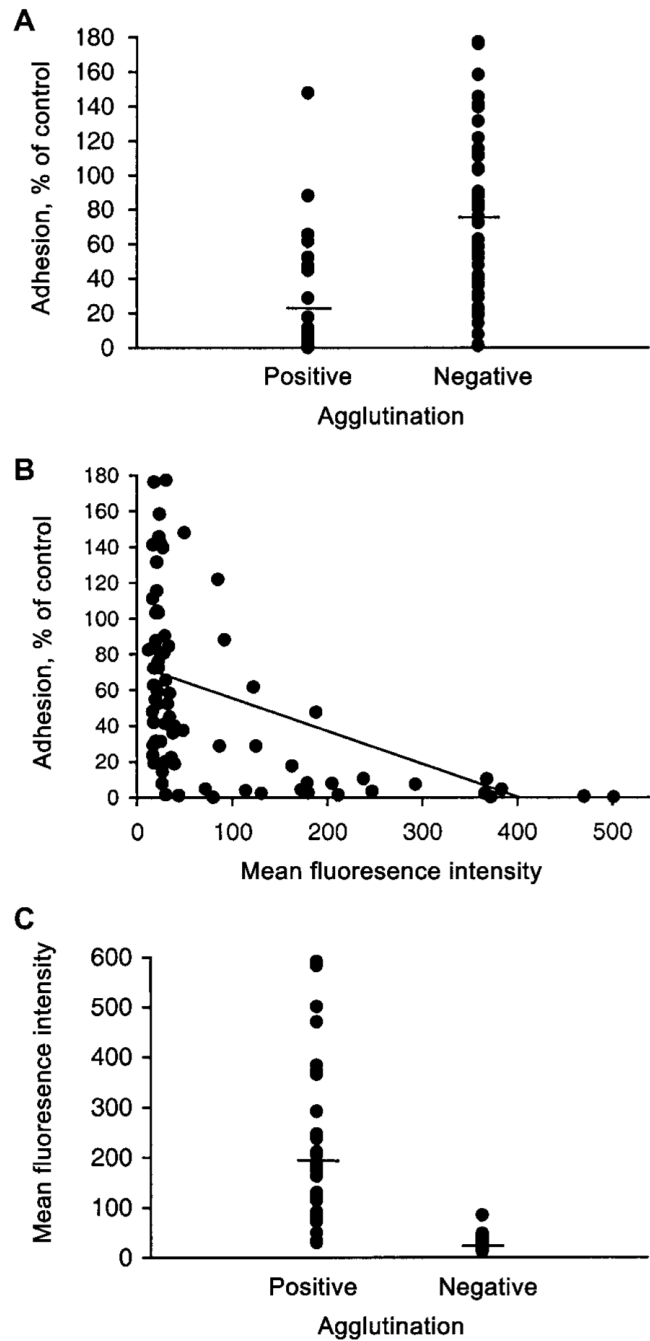 A
180
160
140
120
100
80
60
40
20
0
Adhesion, % of control
Positive Negative
Agglutination
B
180
160
140
120
100
80
60
40
20
0
Adhesion, % of control
0 100 200 300 400 500
Mean fluoresence intensity
C
600
500
400
300
200
100
0
Mean fluoresence intensity
Positive Negative
Agglutination